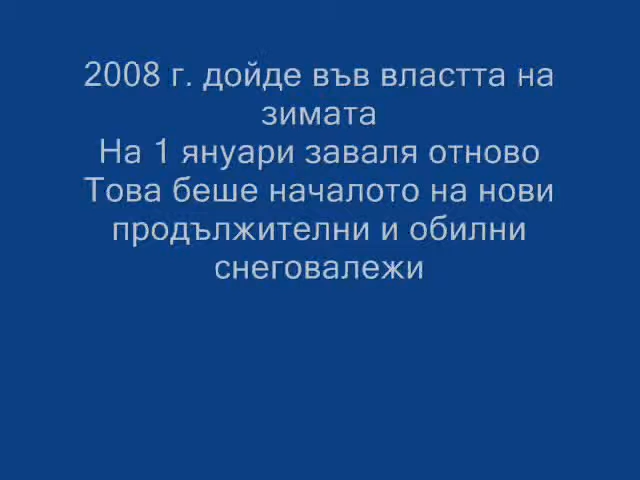 2008 г. дойде във властта на
зимата
На 1 януари заваля отново
Това беше началото на нови
продължителни и обилни
снеговалежи